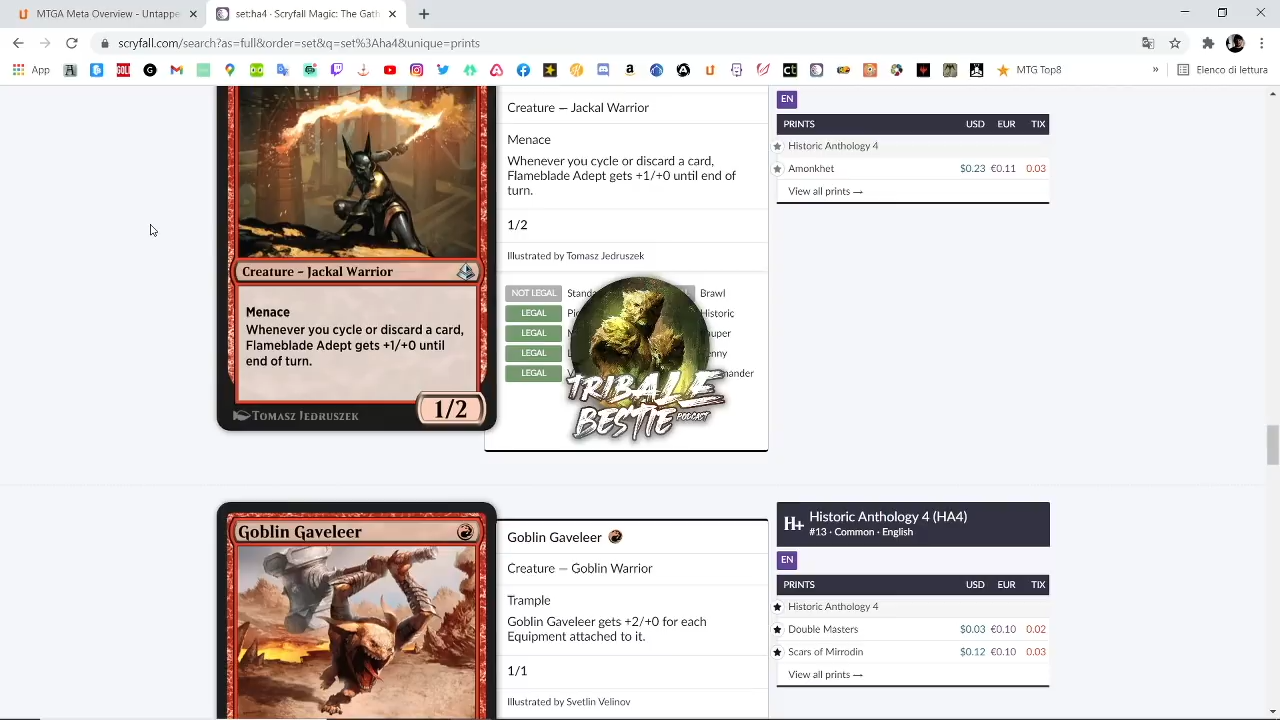 MTGA Meta Overview - Untappe
set:ha4 · Scryfall Magic The Gath
scryfall.com/search?as=full&order=eq=set%3Aha4&unique=prints
App
MTG Top8
»
Elenco di lettura
Creature — Jackal Warrior
Menace
Whenever you cycle or discard a card,
Flameblade Adept gets +1/+0 until end of
turn.
1/2
Illustrated by Tomasz Jedruszek
NOT LEGAL Standa Brawl
LEGAL Historic
LEGAL
LEGAL
LEGAL
EN
PRINTS USD EUR TIX
Historic Anthology 4
Amonkhet $0.23 €0.11 0.03
View all prints →
Creature – Jackal Warrior
Menace
Whenever you cycle or discard a card,
Flameblade Adept gets +1/+0 until
end of turn.
Tomasz Jedruszek
1/2
TRIBALE
BESTIE
PODCAST
Goblin Gaveleer
Goblin Gaveleer
Creature — Goblin Warrior
Trample
Goblin Gaveleer gets +2/+0 for each
Equipment attached to it.
1/1
Illustrated by Svetlin Velinov
H+ Historic Anthology 4 (HA4)
#13 · Common · English
EN
PRINTS USD EUR TIX
Historic Anthology 4
Double Masters $0.03 €0.10 0.02
Scars of Mirrodin $0.12 €0.10 0.03
View all prints →